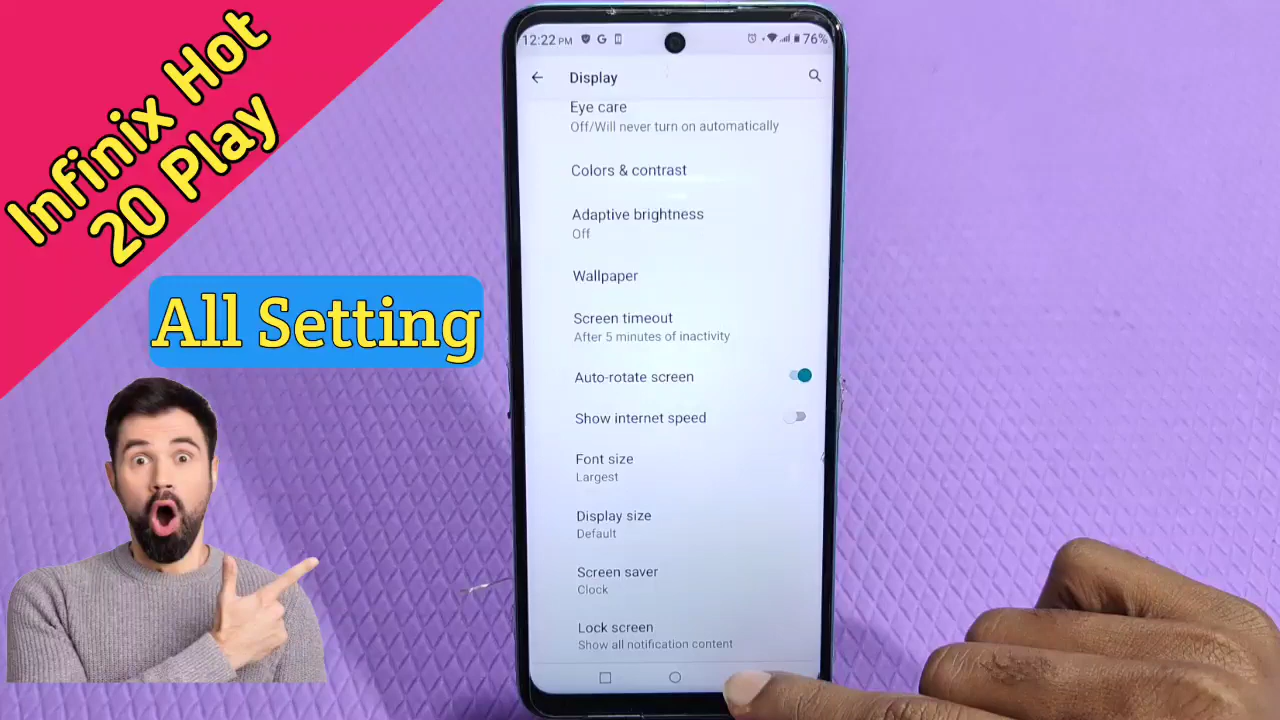 Infinix Hot
20 Play
All Setting
12:22 PM
G
76%
Display
Eye care
Off/Will never turn on automatically
Colors & contrast
Adaptive brightness
Off
Wallpaper
Screen timeout
After 5 minutes of inactivity
Auto-rotate screen
Show internet speed
Font size
Largest
Display size
Default
Screen saver
Clock
Lock screen
Show all notification content